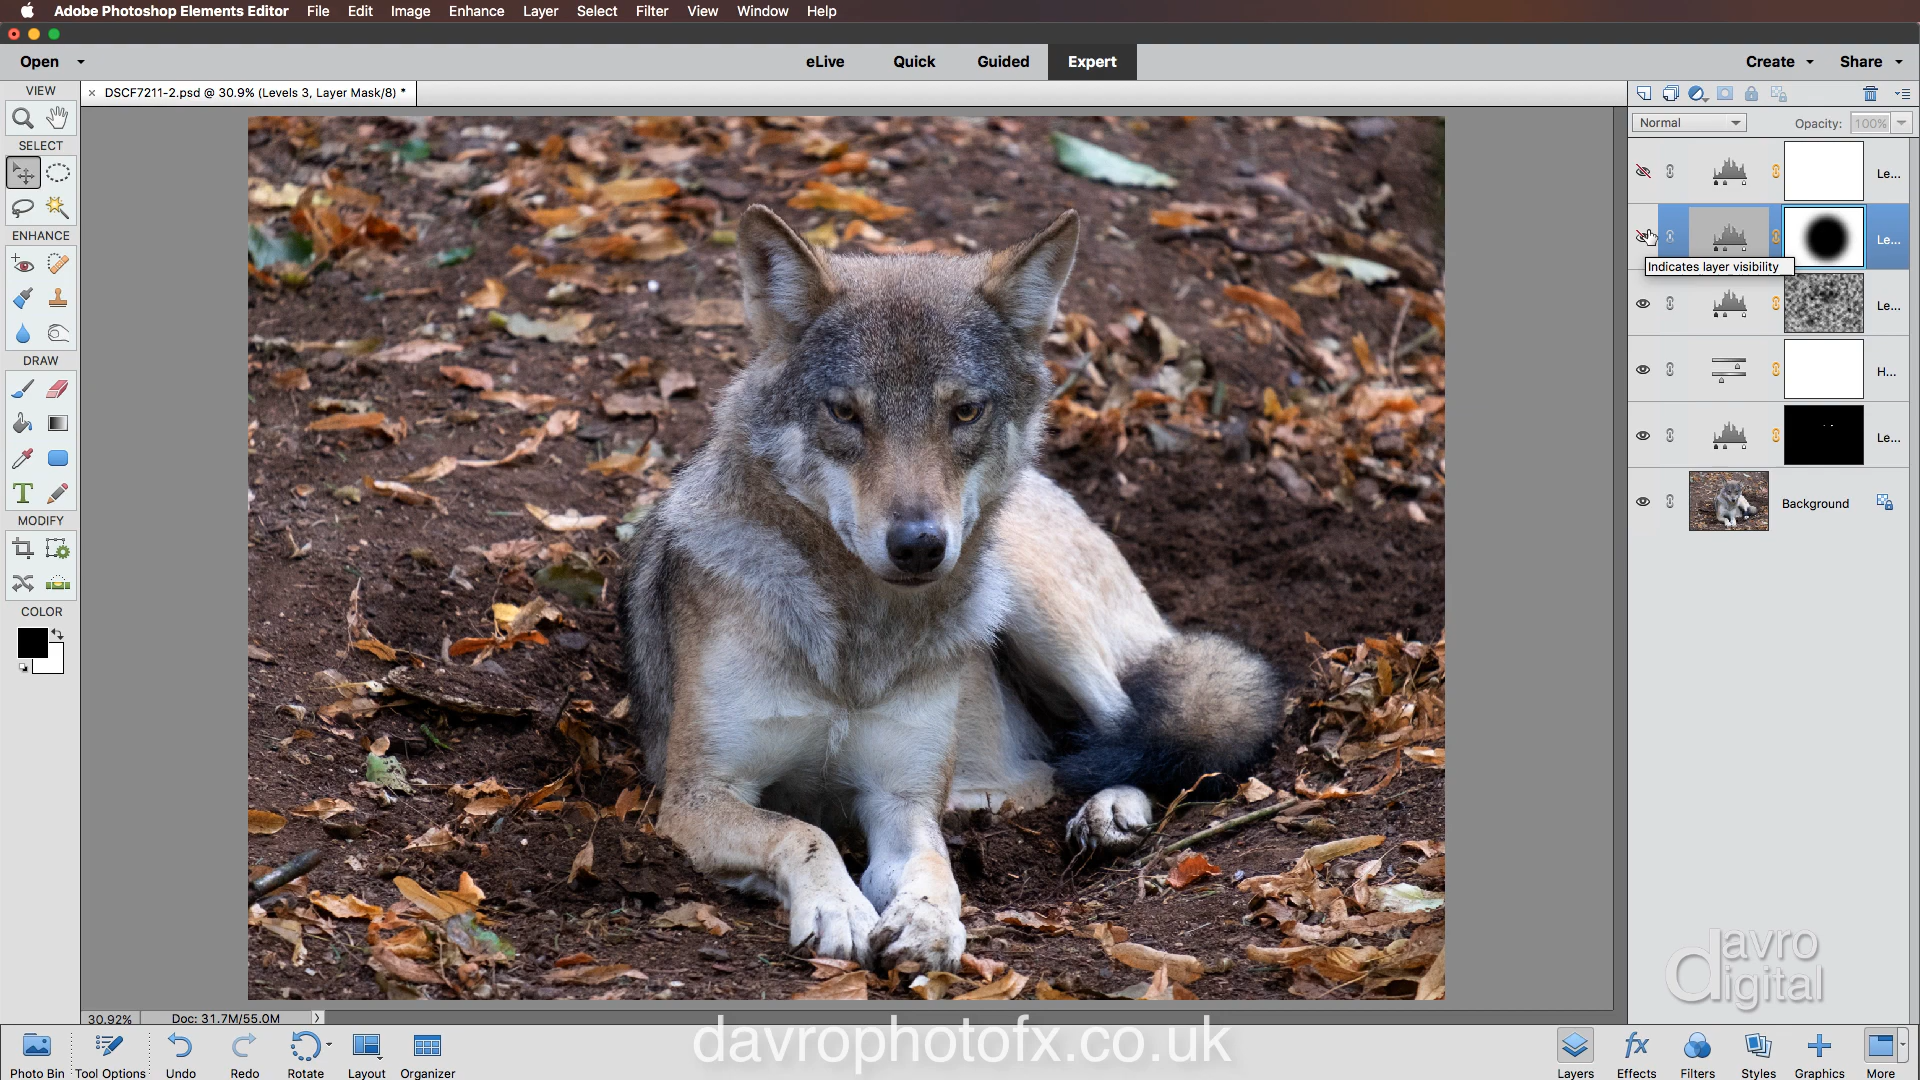 Adobe Photoshop Elements Editor File Edit Image Enhance Layer Select Filter View Window Help
Open eLive Quick Guided Expert Create Share
VIEW
× DSCF7211-2.psd @ 30.9% (Levels 3, Layer Mask/8) *
Normal Opacity: 100%
SELECT
Le...
ENHANCE
Le...
Indicates layer visibility
Le...
DRAW
H...
Le...
T
Background
MODIFY
COLOR
davro
digital
30.92% Doc: 31.7M/55.0M
davrophotofx.co.uk
fx
Photo Bin Tool Options Undo Redo Rotate Layout Organizer Layers Effects Filters Styles Graphics More